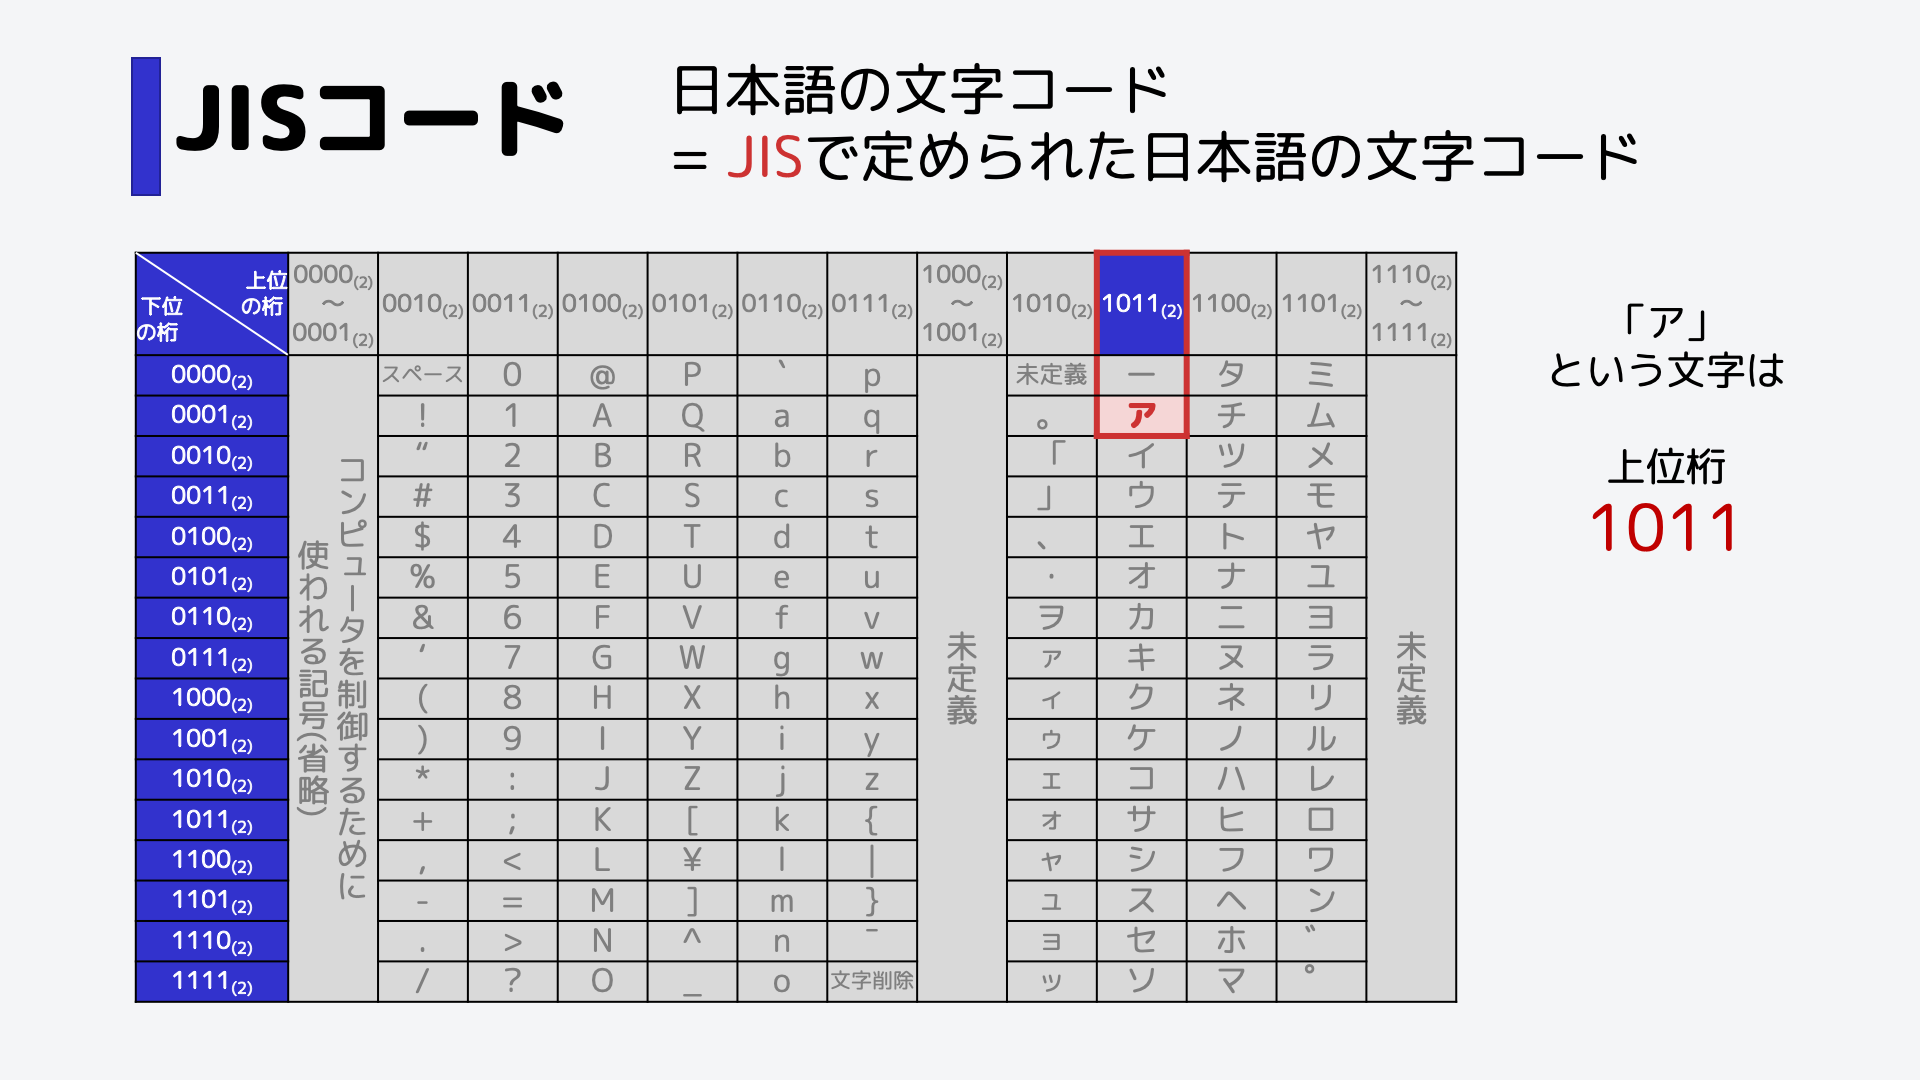 JISコード
日本語の文字コード
= JISで定められた日本語の文字コード
上位の桁 下位の桁 0000(2)〜0001(2) 0010(2) 0011(2) 0100(2) 0101(2) 0110(2) 0111(2) 1000(2)〜1001(2) 1010(2) 1011(2) 1100(2) 1101(2) 1110(2)〜1111(2)
コンピュータを制御するために
使われる記号(省略)
未定義
未定義
0000(2) スペース 0 @ P ` p 未定義 ー タ ミ
0001(2) ! 1 A Q a q 。 ア チ ム
0010(2) “ 2 B R b r 「 イ ツ メ
0011(2) # 3 C S c s 」 ウ テ モ
0100(2) $ 4 D T d t 、 エ ト ヤ
0101(2) % 5 E U e u ・ オ ナ ユ
0110(2) & 6 F V f v ヲ カ ニ ヨ
0111(2) ‘ 7 G W g w ァ キ ヌ ラ
1000(2) ( 8 H X h x ィ ク ネ リ
1001(2) ) 9 I Y i y ゥ ケ ノ ル
1010(2) * : J Z j z ェ コ ハ レ
1011(2) + ; K [ k { ォ サ ヒ ロ
1100(2) , < L ¥ l | ャ シ フ ワ
1101(2) - = M ] m } ュ ス ヘ ン
1110(2) . > N ^ n ‾ ョ セ ホ ゛
1111(2) / ? O _ o 文字削除 ッ ソ マ ゜
「ア」
という文字は
上位桁
1011